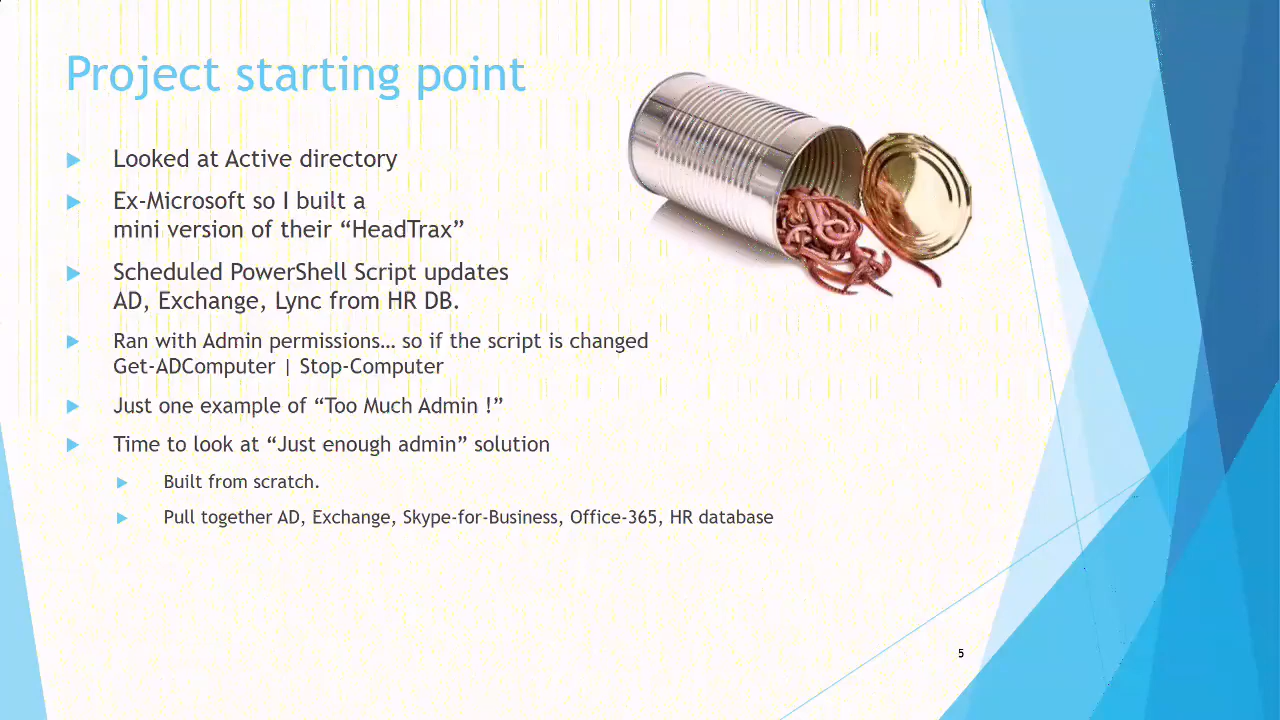 Project starting point
Looked at Active directory
Ex-Microsoft so I built a
mini version of their “HeadTrax”
Scheduled PowerShell Script updates
AD, Exchange, Lync from HR DB.
Ran with Admin permissions… so if the script is changed
Get-ADComputer | Stop-Computer
Just one example of “Too Much Admin !”
Time to look at “Just enough admin” solution
Built from scratch.
Pull together AD, Exchange, Skype-for-Business, Office-365, HR database
5